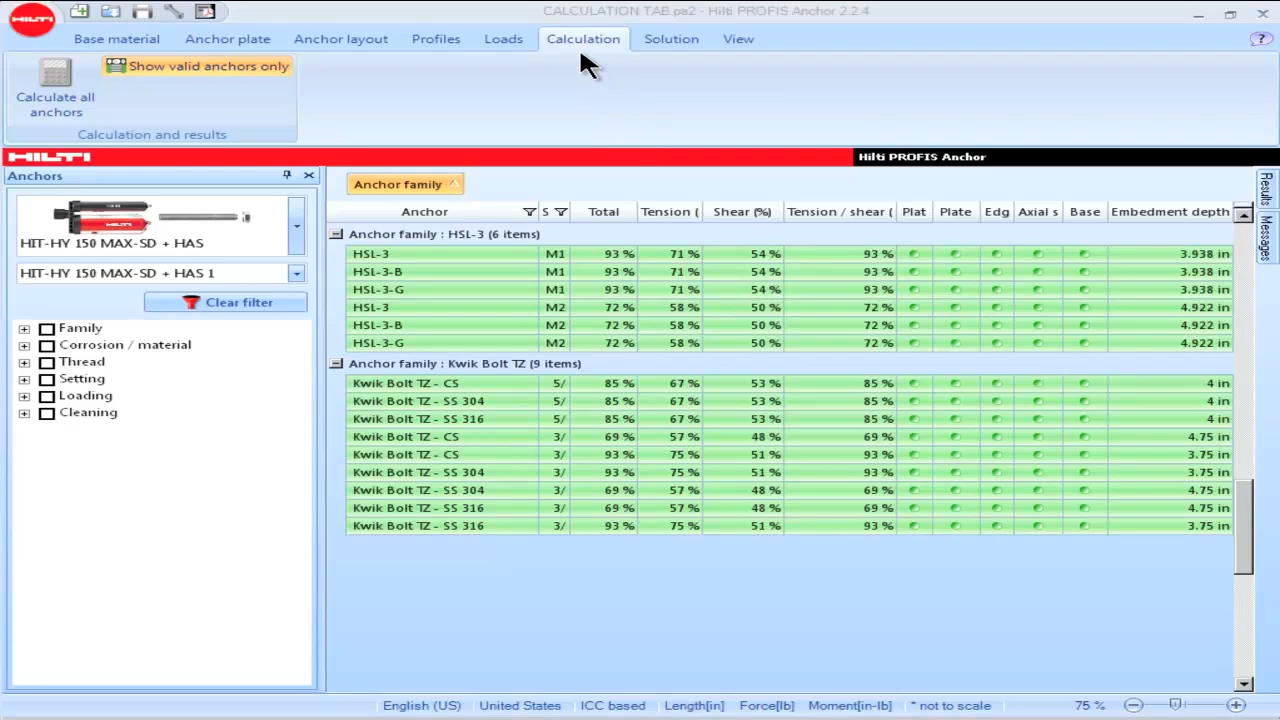 HILTI
CALCULATION TAB.pa2 - Hilti PROFIS Anchor 2.2.4
Base material Anchor plate Anchor layout Profiles Loads Calculation Solution View
Show valid anchors only
Calculate all
anchors
Calculation and results
HILTI Hilti PROFIS Anchor
Anchors
HIT-HY 150 MAX-SD + HAS
HIT-HY 150 MAX-SD + HAS 1
Clear filter
Family
Corrosion / material
Thread
Setting
Loading
Cleaning
Anchor family
Anchor S Total Tension ( Shear (%) Tension / shear ( Plat Plate Edg Axial s Base Embedment depth
Anchor family : HSL-3 (6 items)
HSL-3 M1 93 % 71 % 54 % 93 % 3.938 in
HSL-3-B M1 93 % 71 % 54 % 93 % 3.938 in
HSL-3-G M1 93 % 71 % 54 % 93 % 3.938 in
HSL-3 M2 72 % 58 % 50 % 72 % 4.922 in
HSL-3-B M2 72 % 58 % 50 % 72 % 4.922 in
HSL-3-G M2 72 % 58 % 50 % 72 % 4.922 in
Anchor family : Kwik Bolt TZ (9 items)
Kwik Bolt TZ - CS 5/ 85 % 67 % 53 % 85 % 4 in
Kwik Bolt TZ - SS 304 5/ 85 % 67 % 53 % 85 % 4 in
Kwik Bolt TZ - SS 316 5/ 85 % 67 % 53 % 85 % 4 in
Kwik Bolt TZ - CS 3/ 69 % 57 % 48 % 69 % 4.75 in
Kwik Bolt TZ - CS 3/ 93 % 75 % 51 % 93 % 3.75 in
Kwik Bolt TZ - SS 304 3/ 93 % 75 % 51 % 93 % 3.75 in
Kwik Bolt TZ - SS 304 3/ 69 % 57 % 48 % 69 % 4.75 in
Kwik Bolt TZ - SS 316 3/ 69 % 57 % 48 % 69 % 4.75 in
Kwik Bolt TZ - SS 316 3/ 93 % 75 % 51 % 93 % 3.75 in
Results
Messages
English (US) United States ICC based Length[in] Force[lb] Moment[in-lb] * not to scale 75 %